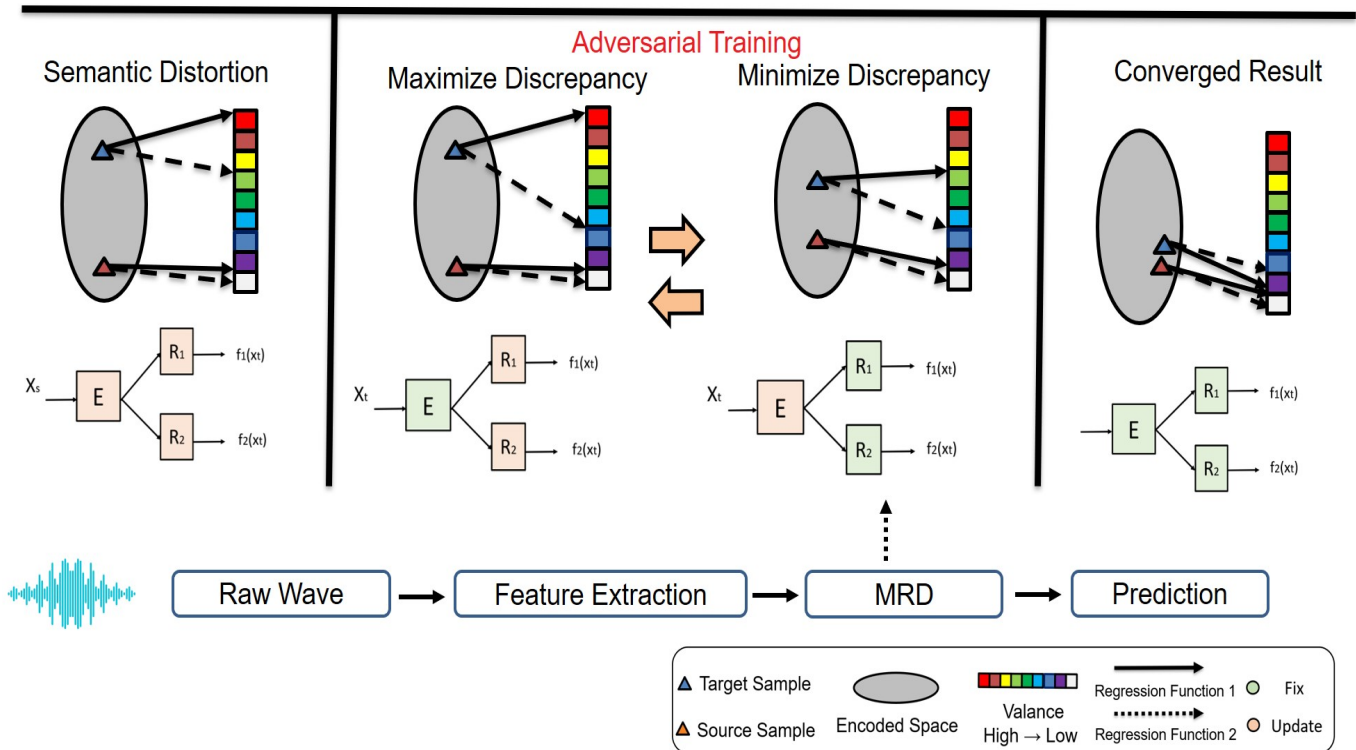 Adversarial Training
Semantic Distortion
Maximize Discrepancy
Minimize Discrepancy
Converged Result
Xs
E
R1
R2
f1(xt)
f2(xt)
Xt
E
R1
R2
f1(xt)
f2(xt)
Xt
E
R1
R2
f1(xt)
f2(xt)
E
R1
R2
f1(xt)
f2(xt)
Raw Wave
Feature Extraction
MRD
Prediction
Target Sample
Source Sample
Encoded Space
Valance
High → Low
Regression Function 1
Regression Function 2
Fix
Update